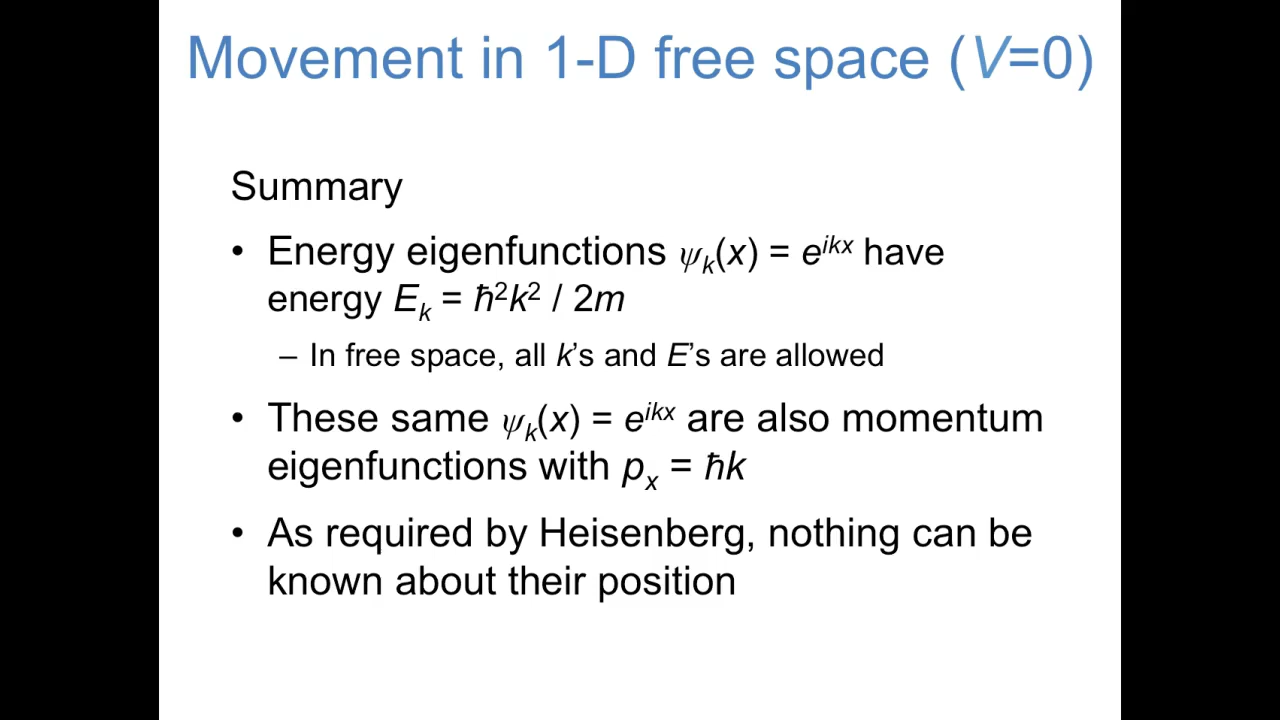 Movement in 1-D free space (V=0)
Summary
• Energy eigenfunctions ψₖ(x) = eⁱᵏˣ have
energy Eₖ = ħ²k² / 2m
– In free space, all k’s and E’s are allowed
• These same ψₖ(x) = eⁱᵏˣ are also momentum
eigenfunctions with pₓ = ħk
• As required by Heisenberg, nothing can be
known about their position